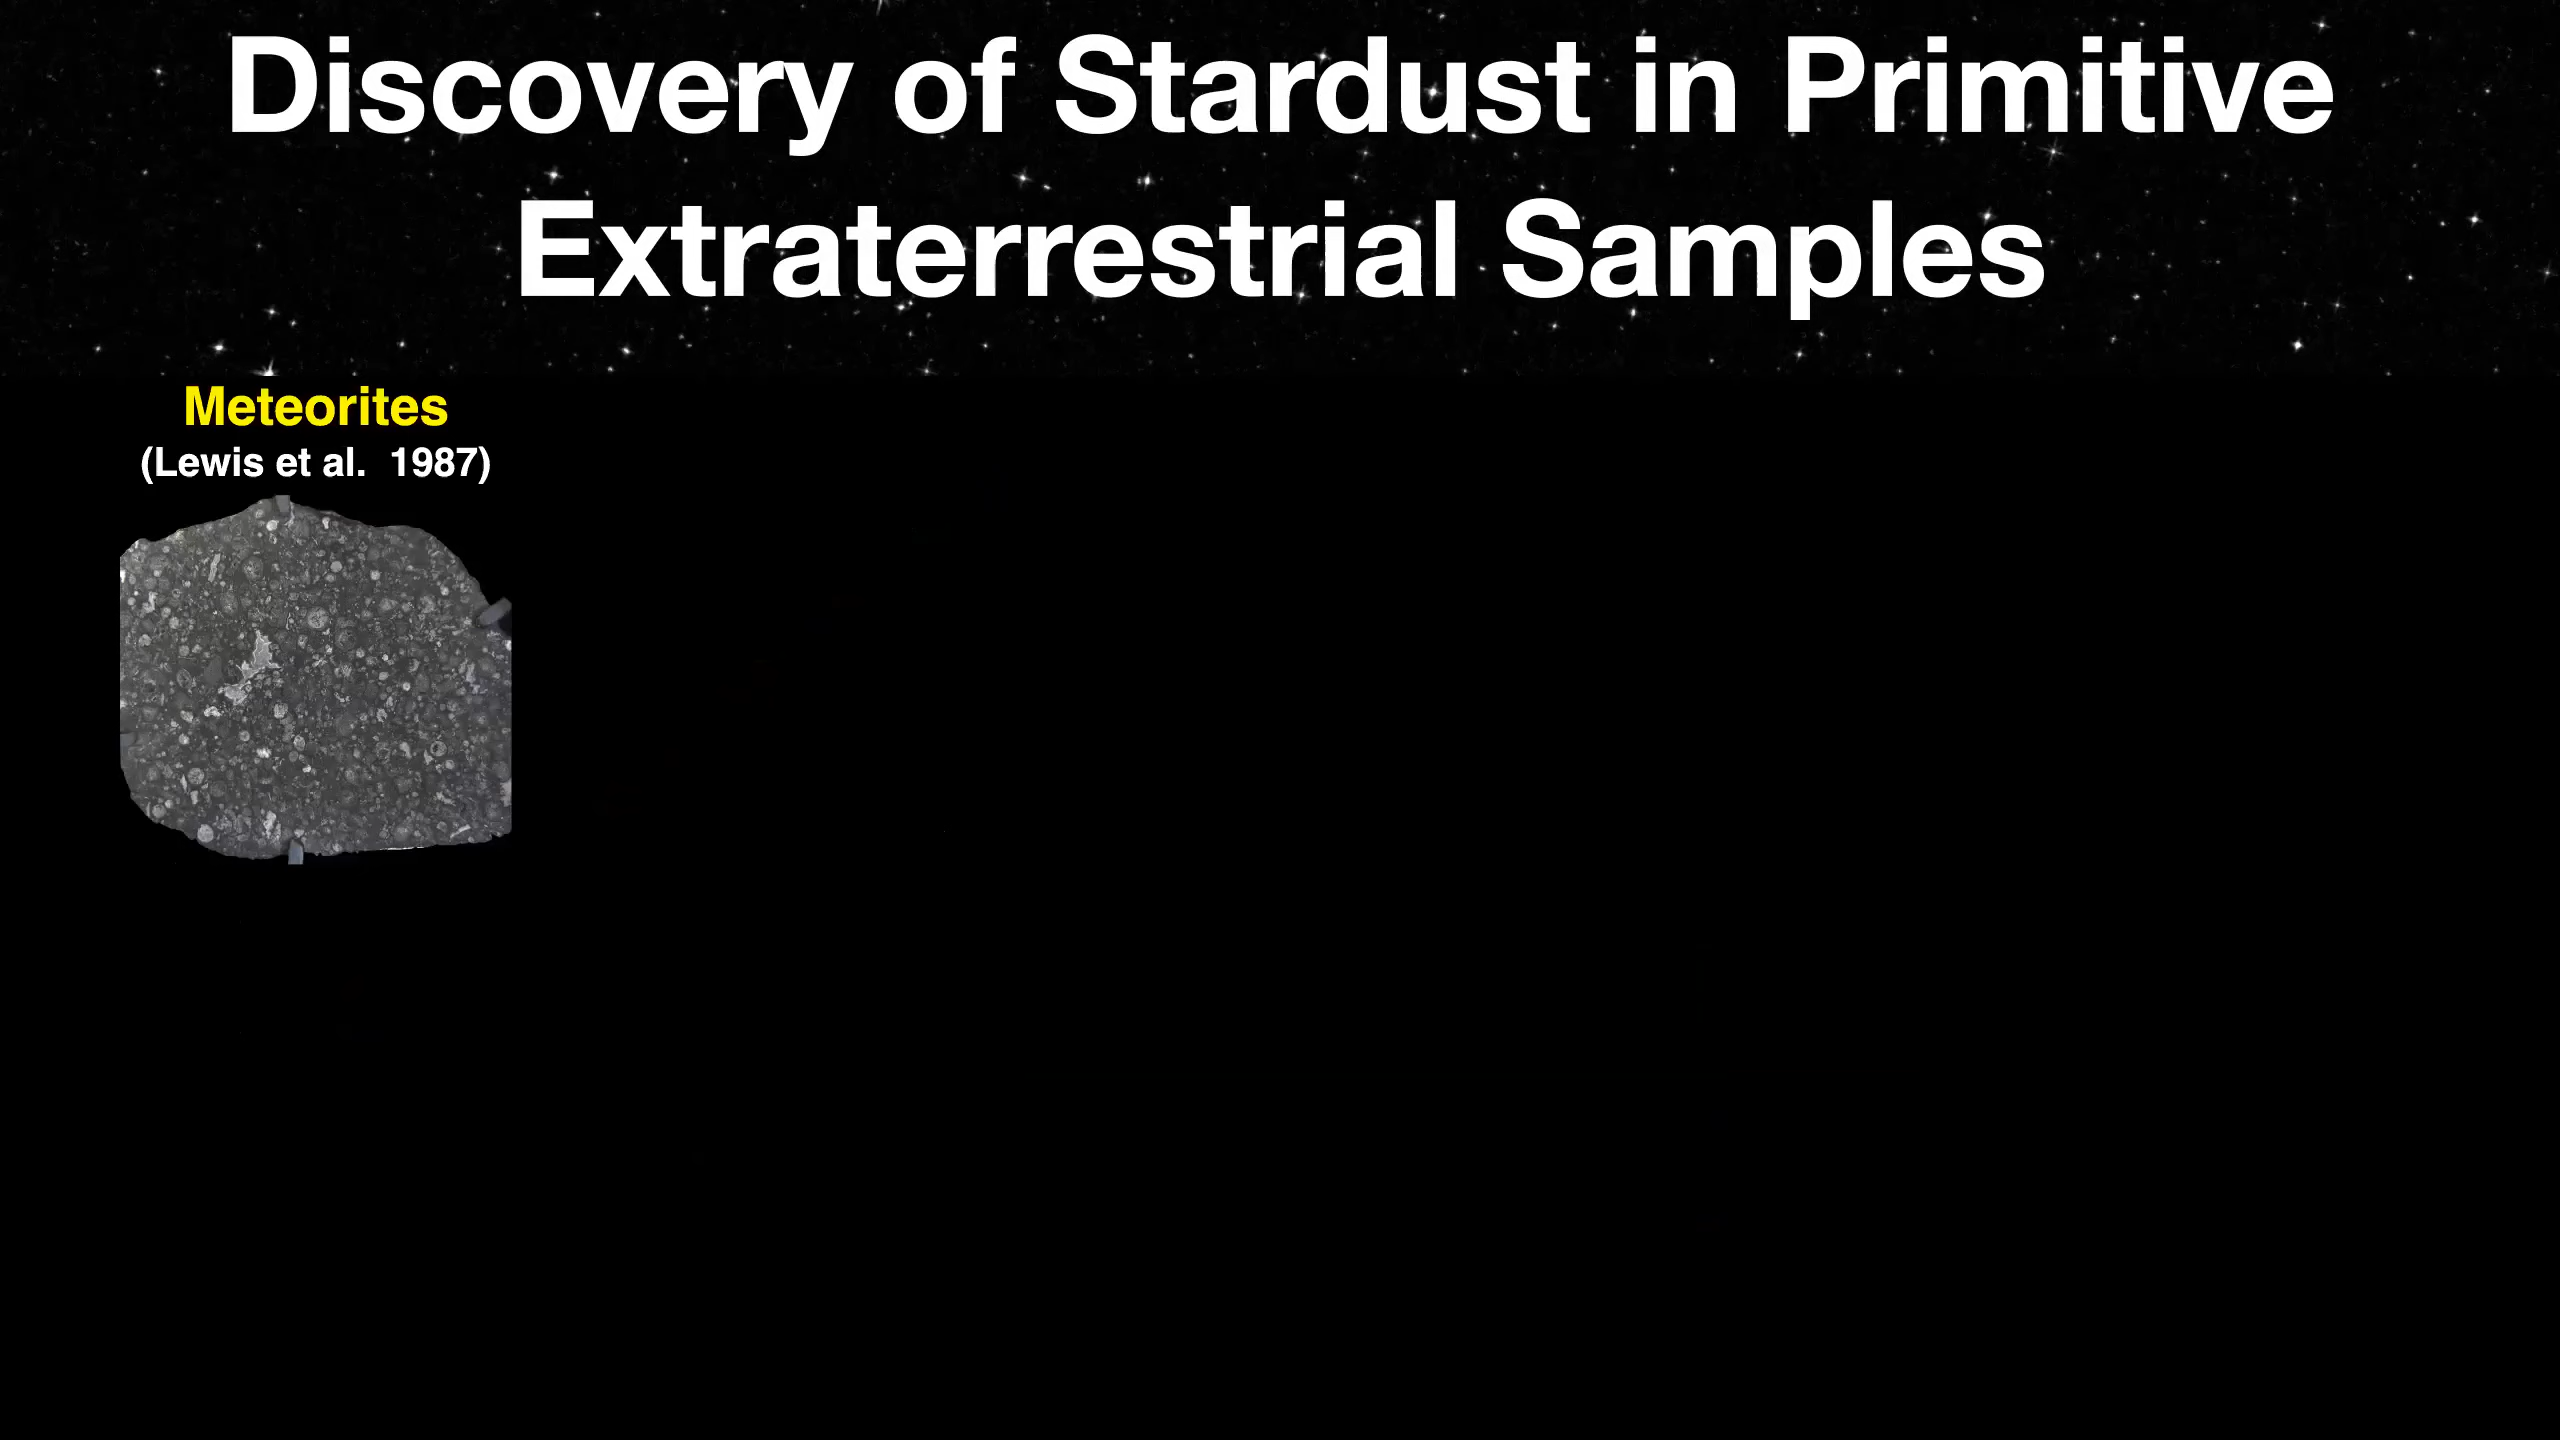 Discovery of Stardust in Primitive
Extraterrestrial Samples
Meteorites
(Lewis et al.  1987)